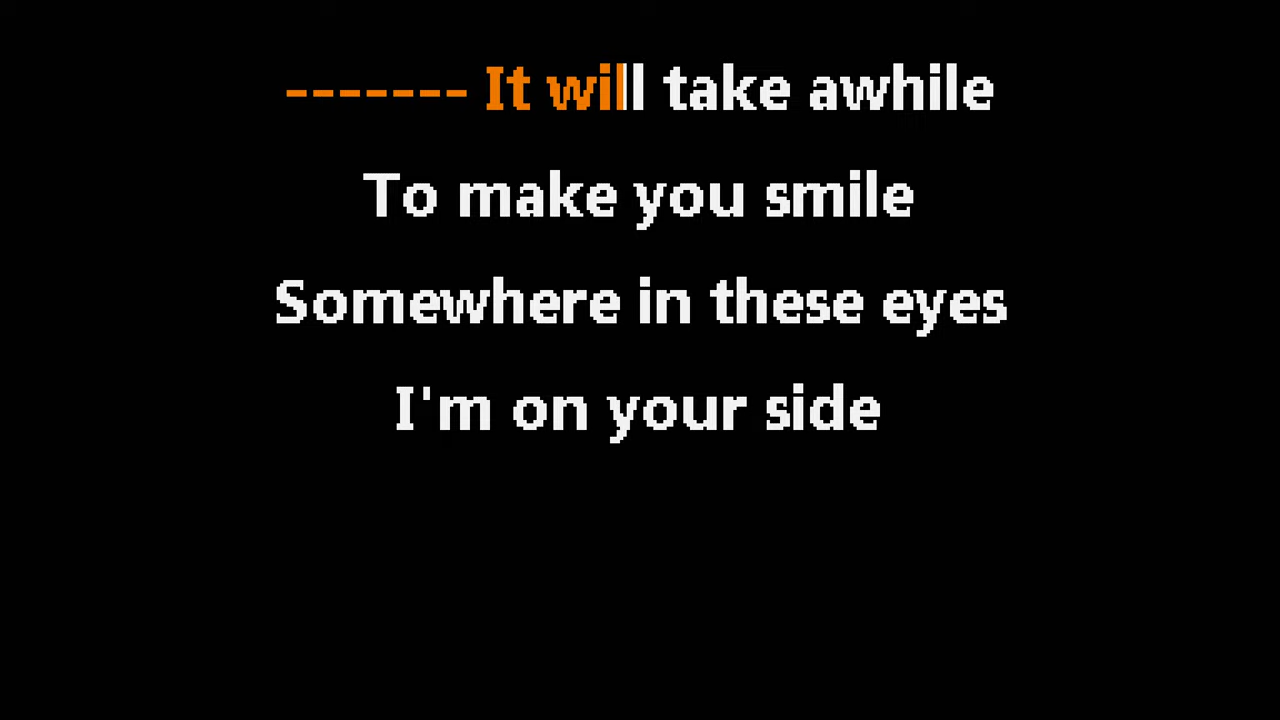 ------- It will take awhile
To make you smile
Somewhere in these eyes
I'm on your side